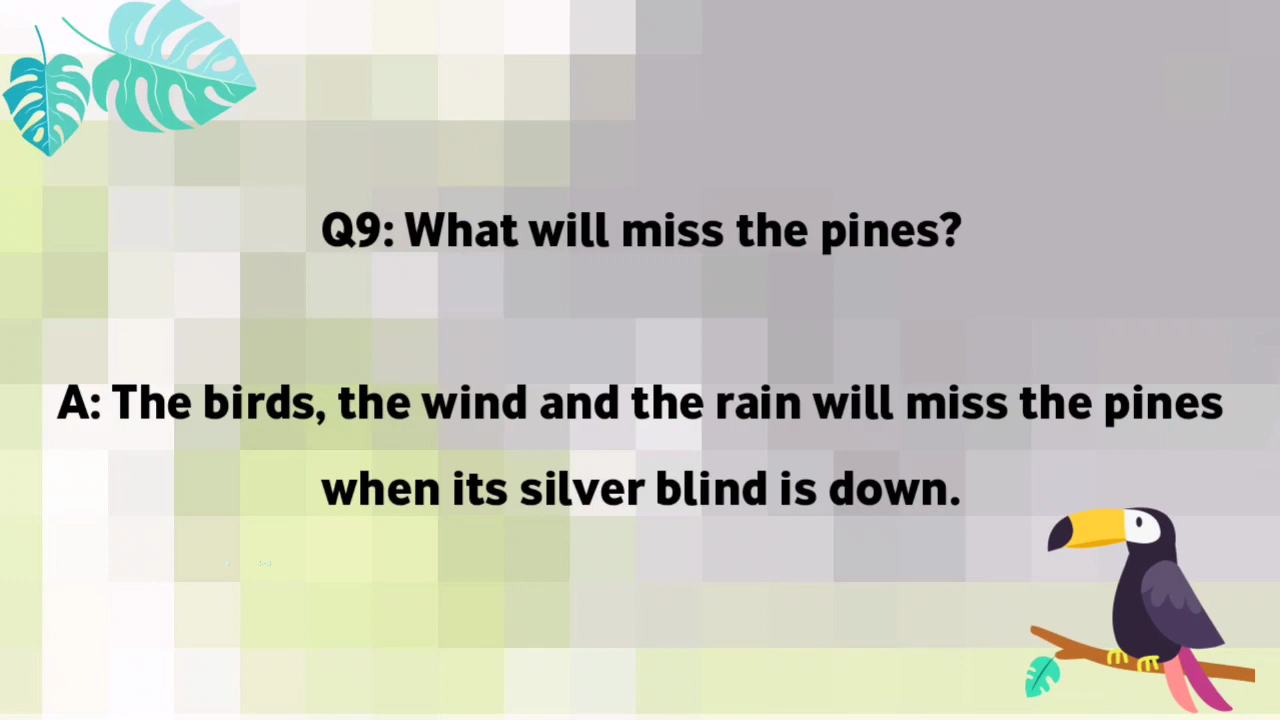 Q9: What will miss the pines?
A: The birds, the wind and the rain will miss the pines
when its silver blind is down.